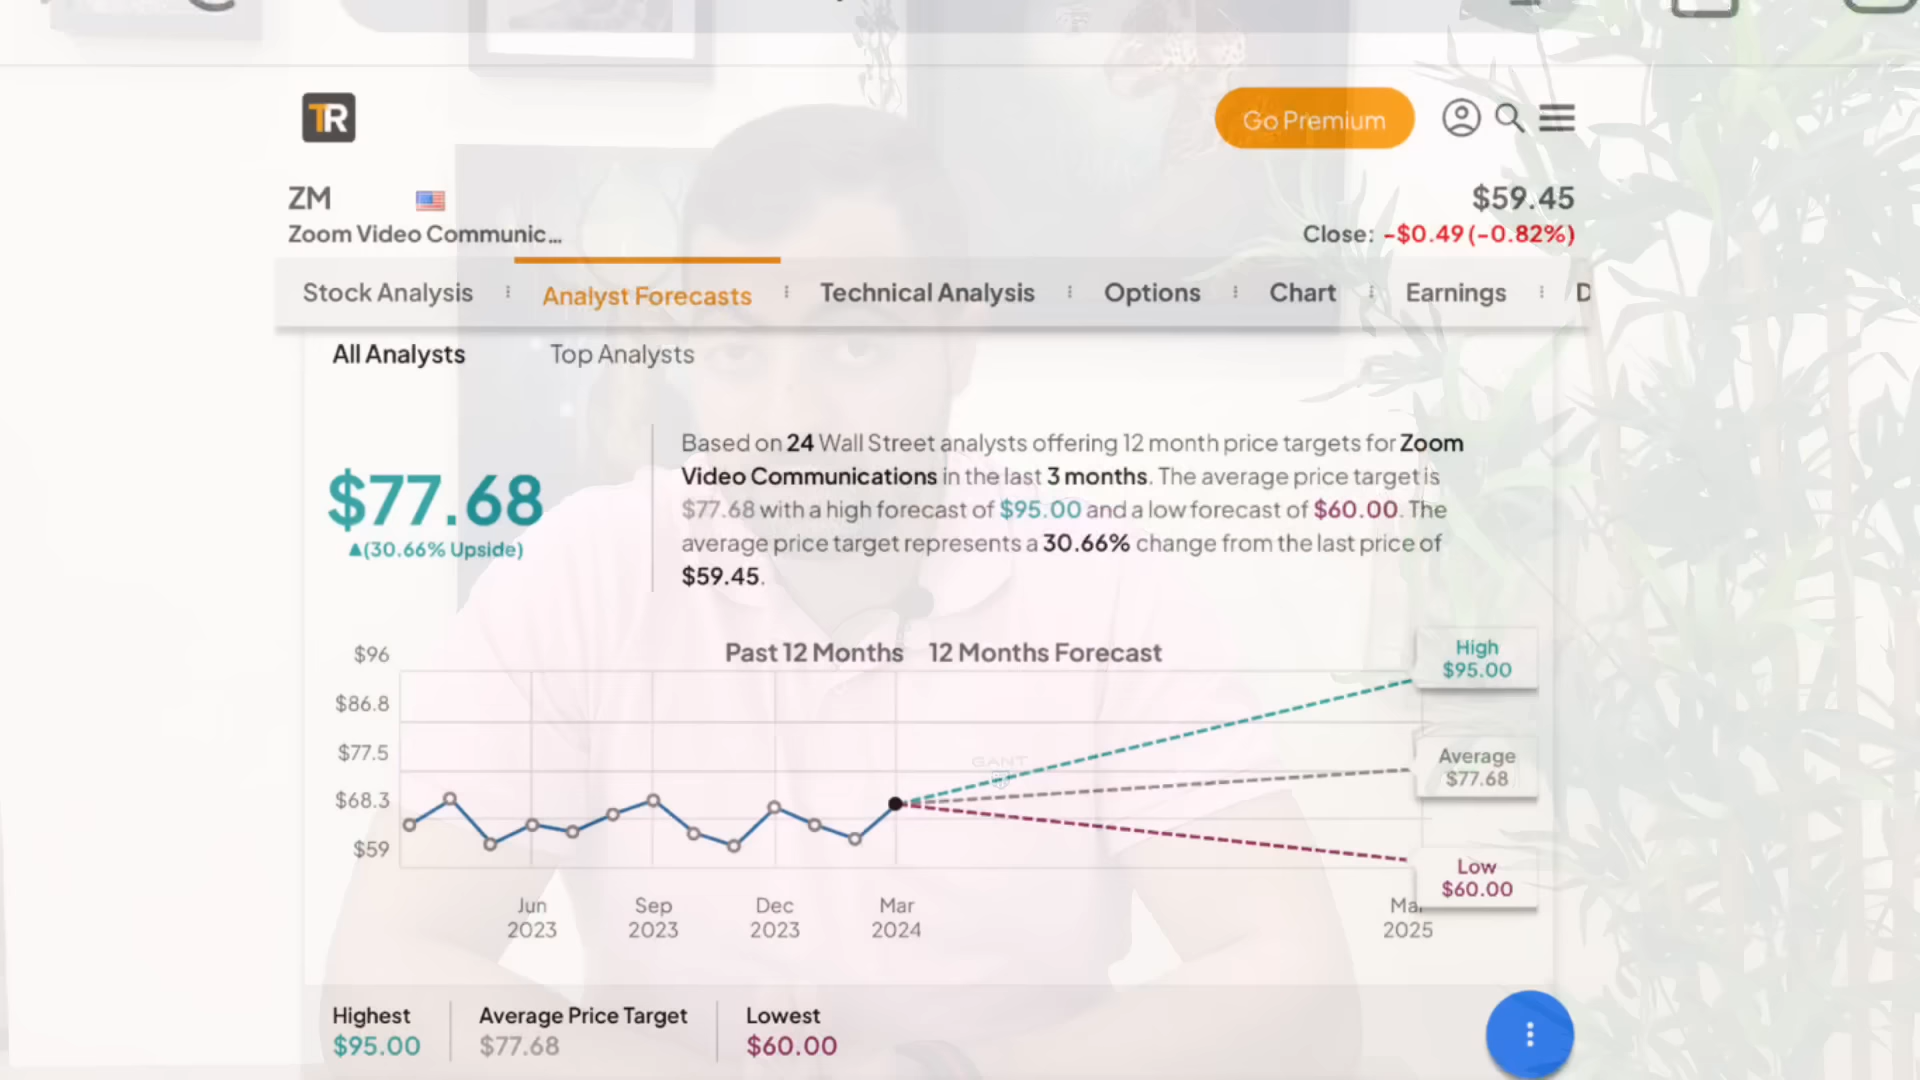 TR
Go Premium
ZM
$59.45
Zoom Video Communic...
Close: -$0.49 (-0.82%)
Stock Analysis
Analyst Forecasts
Technical Analysis
Options
Chart
Earnings
D
All Analysts
Top Analysts
$77.68
▲(30.66% Upside)
Based on 24 Wall Street analysts offering 12 month price targets for Zoom
Video Communications in the last 3 months. The average price target is
$77.68 with a high forecast of $95.00 and a low forecast of $60.00. The
average price target represents a 30.66% change from the last price of
$59.45.
Past 12 Months
12 Months Forecast
$96
$86.8
$77.5
$68.3
$59
High
$95.00
Average
$77.68
Low
$60.00
GANT
Jun
2023
Sep
2023
Dec
2023
Mar
2024
Mar
2025
Highest
$95.00
Average Price Target
$77.68
Lowest
$60.00